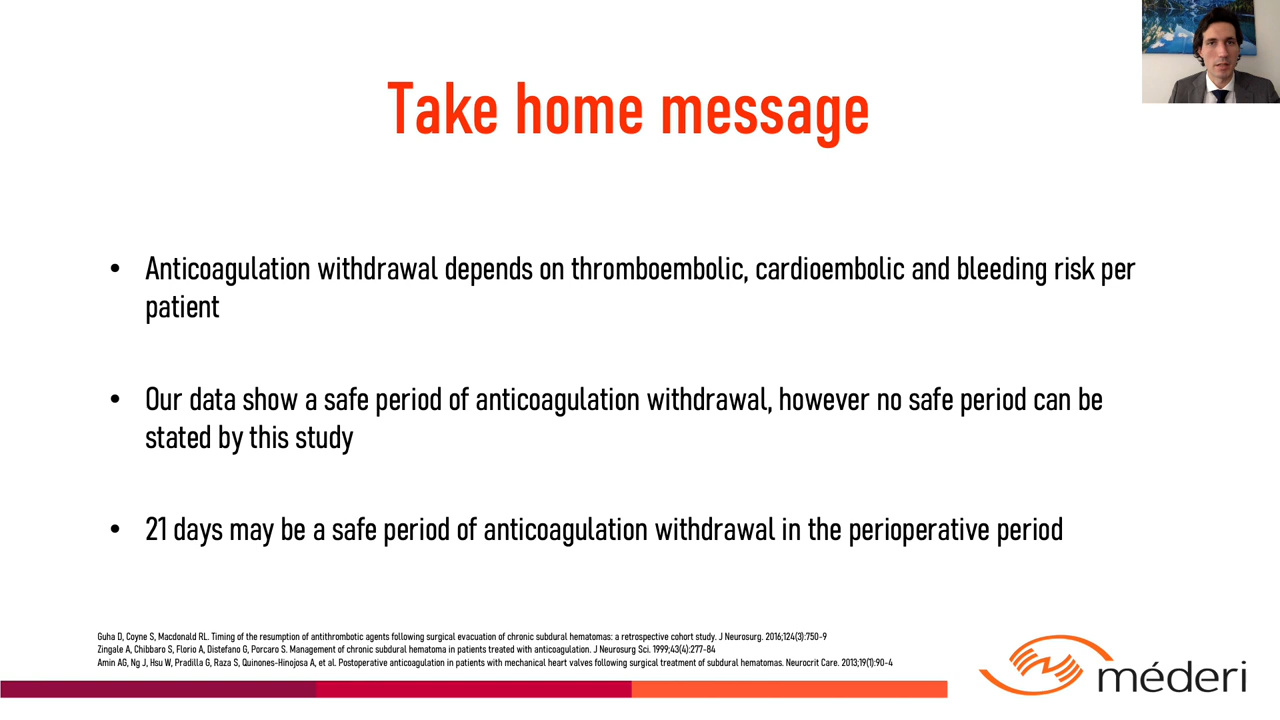 Take home message
• Anticoagulation withdrawal depends on thromboembolic, cardioembolic and bleeding risk per
patient
• Our data show a safe period of anticoagulation withdrawal, however no safe period can be
stated by this study
• 21 days may be a safe period of anticoagulation withdrawal in the perioperative period
Guha D, Coyne S, Macdonald RL. Timing of the resumption of antithrombotic agents following surgical evacuation of chronic subdural hematomas: a retrospective cohort study. J Neurosurg. 2016;124(3):750-9
Zingale A, Chibbaro S, Florio A, Distefano G, Porcaro S. Management of chronic subdural hematoma in patients treated with anticoagulation. J Neurosurg Sci. 1999;43(4):277-84
Amin AG, Ng J, Hsu W, Pradilla G, Raza S, Quinones-Hinojosa A, et al. Postoperative anticoagulation in patients with mechanical heart valves following surgical treatment of subdural hematomas. Neurocrit Care. 2013;19(1):90-4
méderi